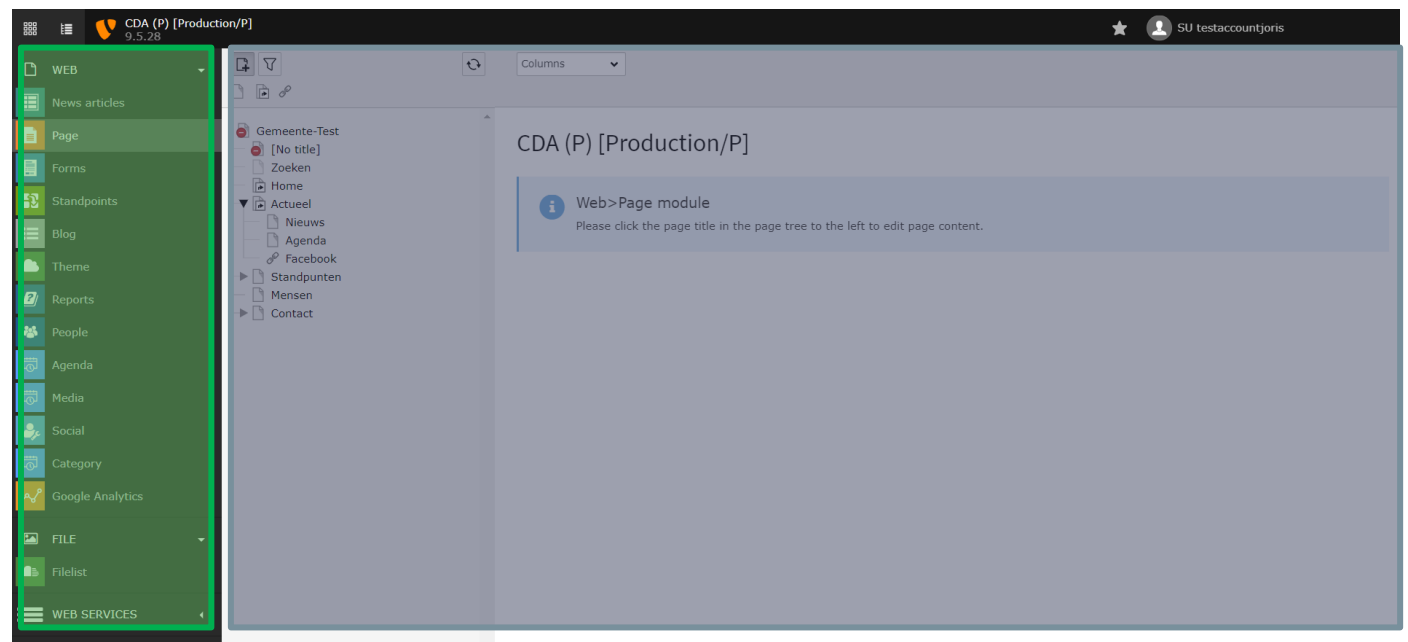 CDA (P) [Production/P]
9.5.28
SU testaccountjoris
WEB
News articles
Page
Forms
Standpoints
Blog
Theme
Reports
People
Agenda
Media
Social
Category
Google Analytics
FILE
Filelist
WEB SERVICES
Gemeente-Test
[No title]
Zoeken
Home
Actueel
Nieuws
Agenda
Facebook
Standpunten
Mensen
Contact
Columns
CDA (P) [Production/P]
Web>Page module
Please click the page title in the page tree to the left to edit page content.